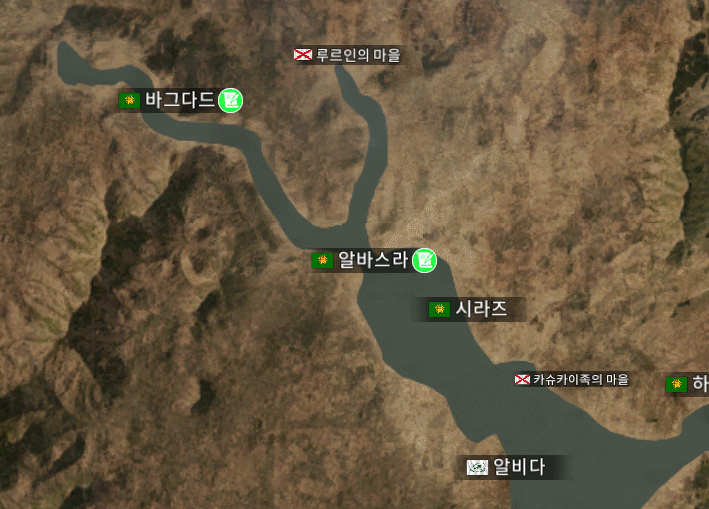 루르인의 마을
바그다드
알바스라
시라즈
카슈카이족의 마을
하
알비다